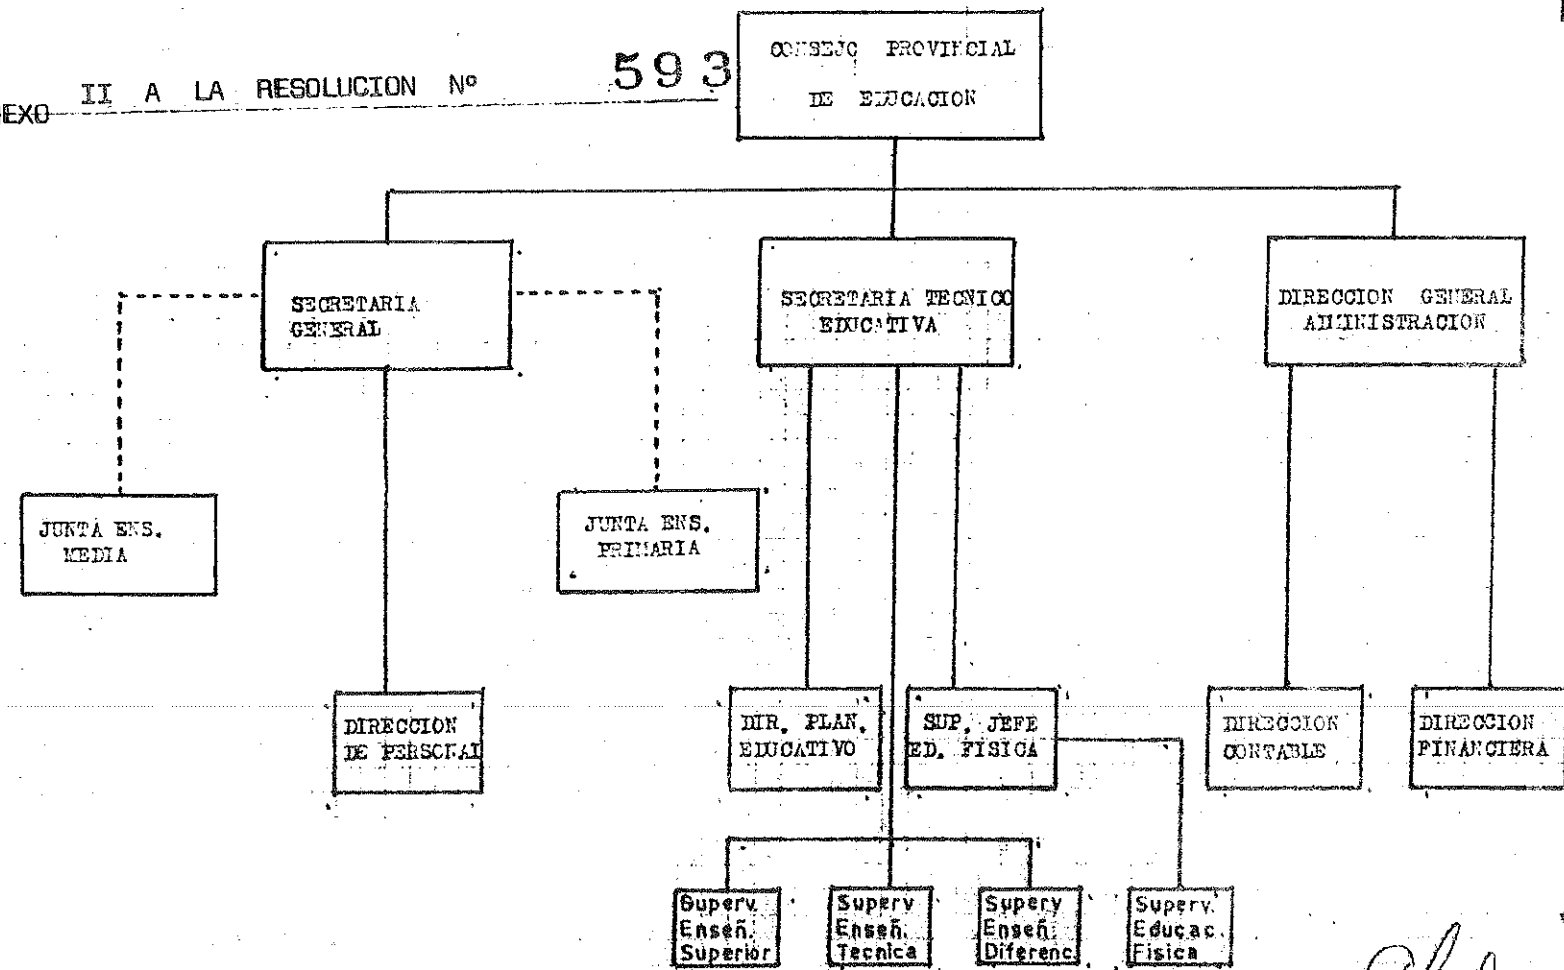 EXO II A LA RESOLUCION Nº 593
CONSEJO PROVINCIAL
DE EDUCACION
SECRETARIA
GENERAL
SECRETARIA TECNICO
EDUCATIVA
DIRECCION GENERAL
ADMINISTRACION
JUNTA ENS.
MEDIA
JUNTA ENS.
PRIMARIA
DIRECCION
DE PERSONAL
DIR. PLAN.
EDUCATIVO
SUP. JEFE
ED. FISICA
DIRECCION
CONTABLE
DIRECCION
FINANCIERA
Superv.
Enseñ.
Superior
Superv
Enseñ.
Tecnica
Superv
Enseñ.
Diferenc
Superv.
Educac.
Fisica